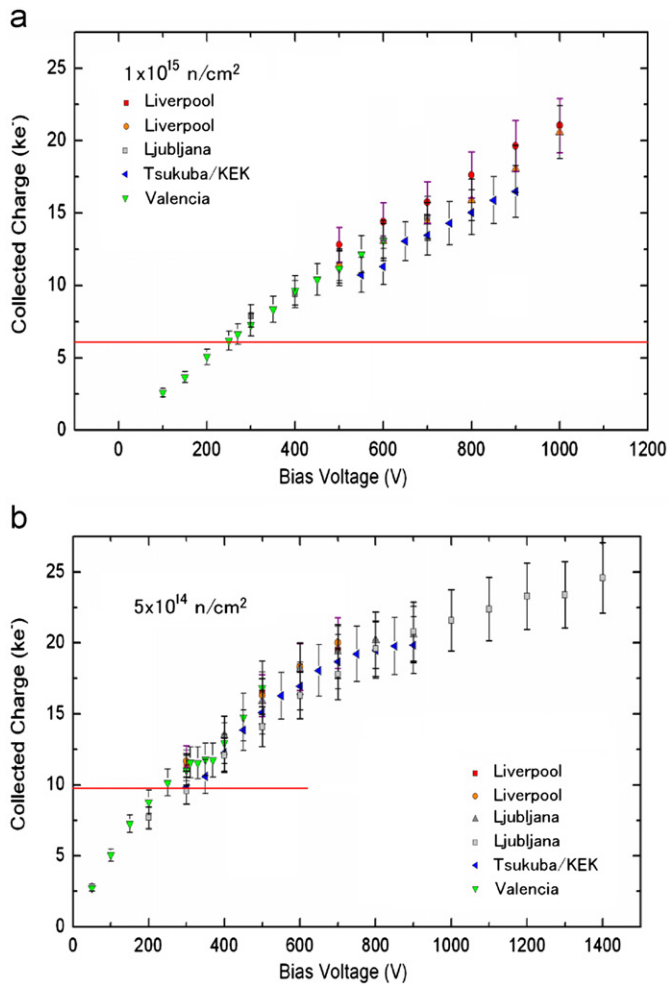 a
1x10¹⁵ n/cm²
Liverpool
Liverpool
Ljubljana
Tsukuba/KEK
Valencia
Collected Charge (ke⁻)
25
20
15
10
5
0
0 200 400 600 800 1000 1200
Bias Voltage (V)
b
5x10¹⁴ n/cm²
Liverpool
Liverpool
Ljubljana
Ljubljana
Tsukuba/KEK
Valencia
Collected Charge (ke⁻)
25
20
15
10
5
0
0 200 400 600 800 1000 1200 1400
Bias Voltage (V)